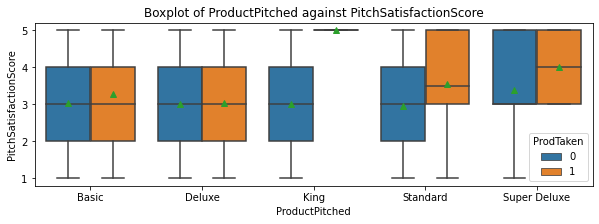 Boxplot of ProductPitched against PitchSatisfactionScore
PitchSatisfactionScore
5
4
3
2
1
ProdTaken
0
1
Basic
Deluxe
King
Standard
Super Deluxe
ProductPitched